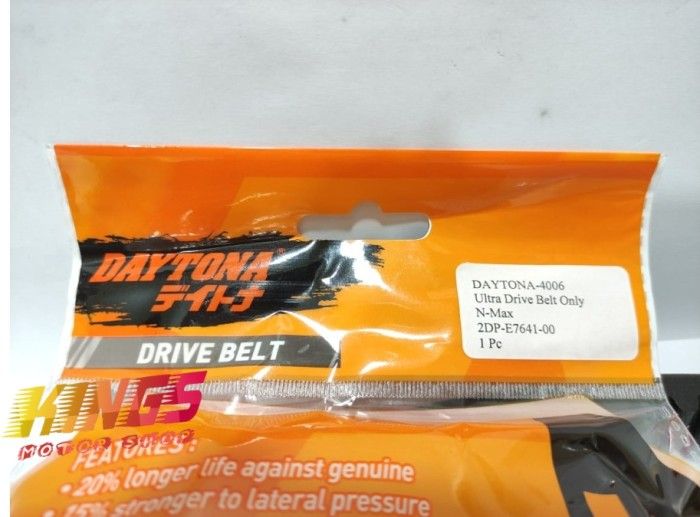 DAYTONA
デイトナ
DRIVE BELT
DAYTONA-4006
Ultra Drive Belt Only
N-Max
2DP-E7641-00
1 Pc
KINGS
MOTOR SHOP
FEATURES :
• 20% longer life against genuine
• 15% stronger to lateral pressure